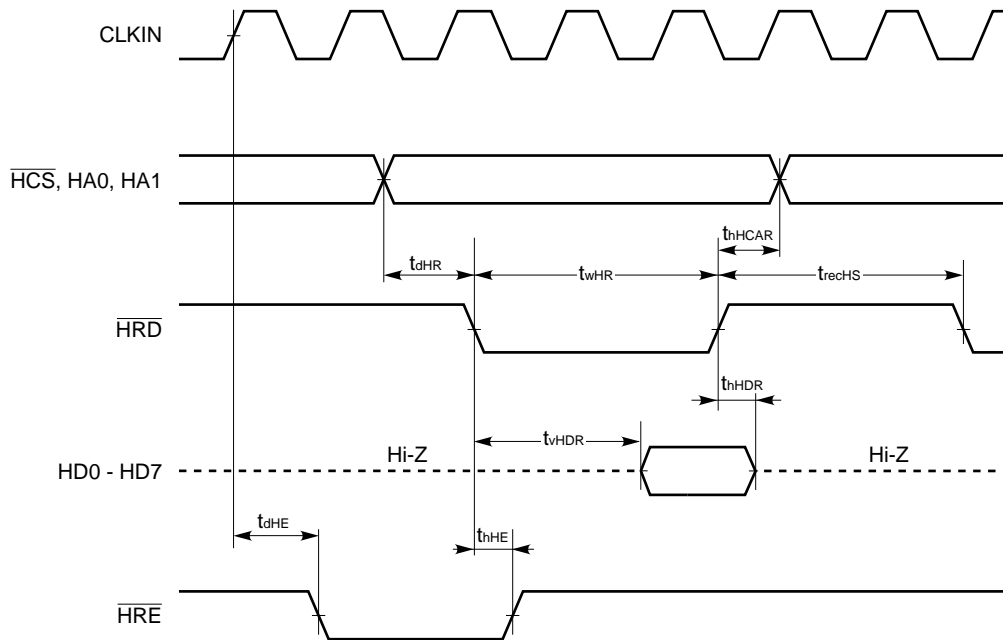 CLKIN
HCS, HA0, HA1
thHCAR
tdHR
twHR
trecHS
HRD
thHDR
tvHDR
Hi-Z
Hi-Z
HD0 - HD7
tdHE
thHE
HRE